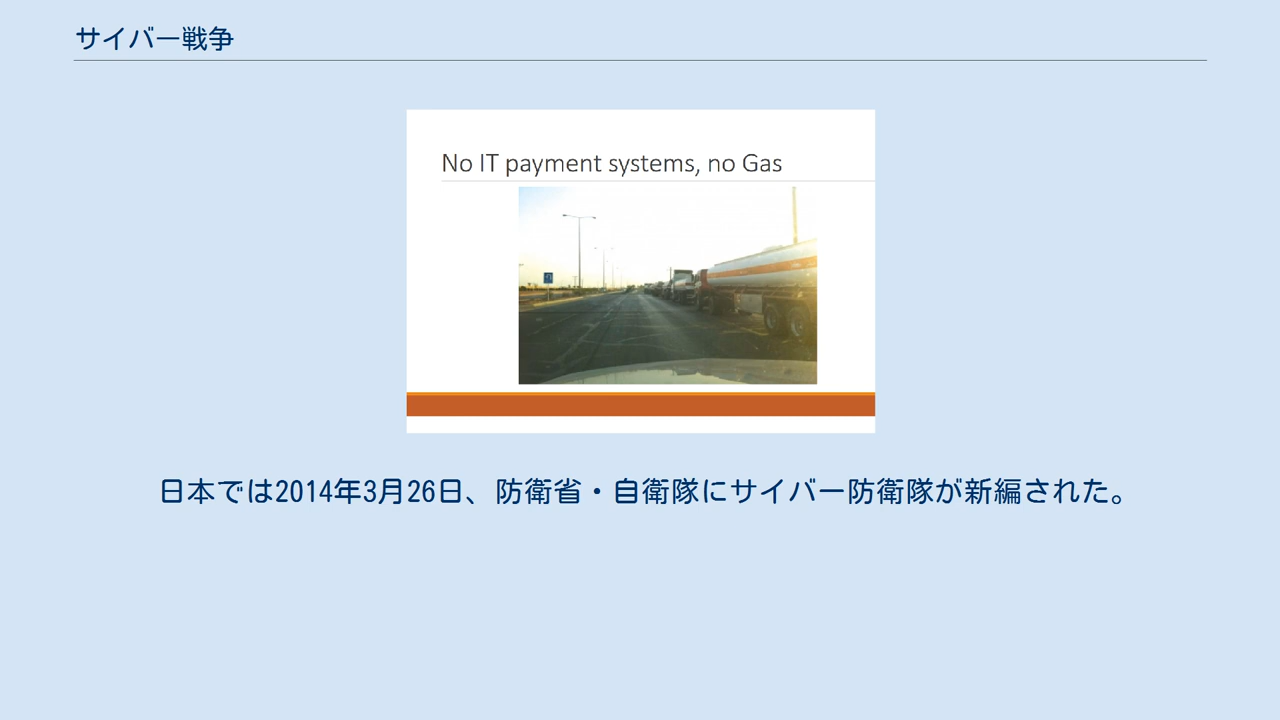 サイバー戦争
No IT payment systems, no Gas
日本では2014年3月26日、防衛省・自衛隊にサイバー防衛隊が新編された。